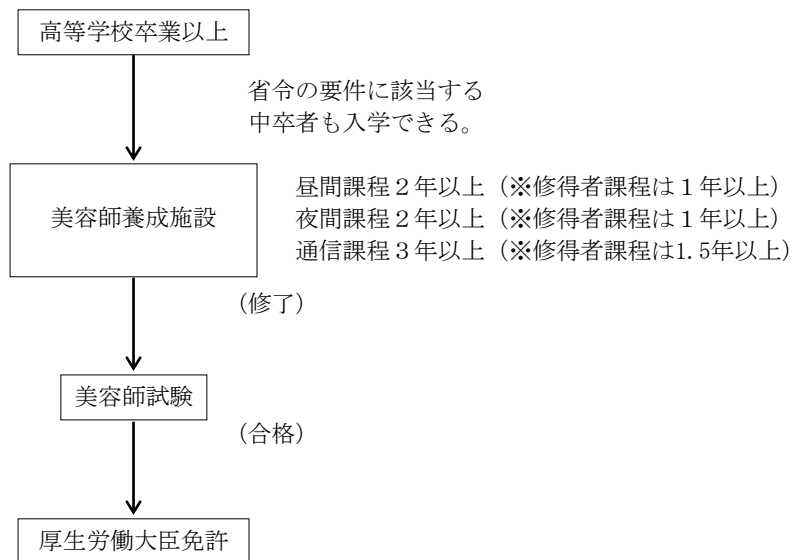 高等学校卒業以上
省令の要件に該当する
中卒者も入学できる。
美容師養成施設
昼間課程２年以上（※修得者課程は１年以上）
夜間課程２年以上（※修得者課程は１年以上）
通信課程３年以上（※修得者課程は1.5年以上）
（修了）
美容師試験
（合格）
厚生労働大臣免許